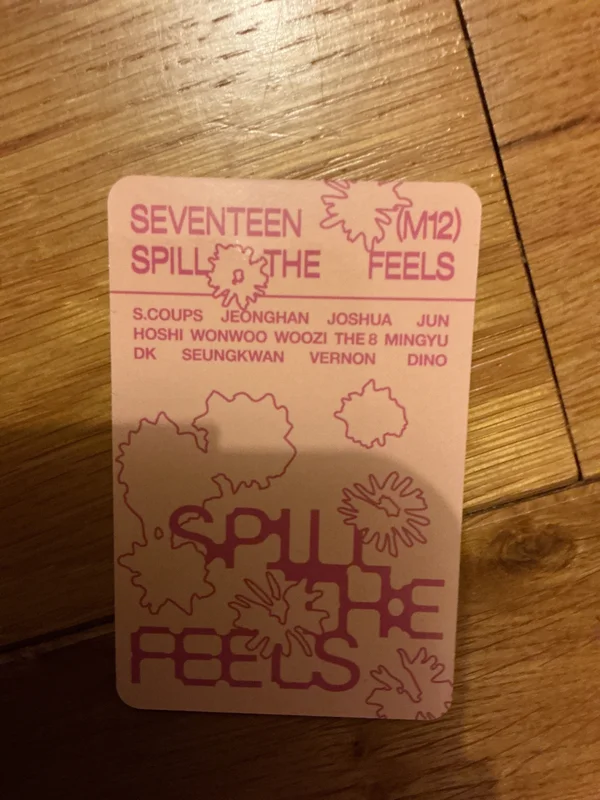 SEVENTEEN (M12)
SPILL THE FEELS
S.COUPS JEONGHAN JOSHUA JUN
HOSHI WONWOO WOOZI THE 8 MINGYU
DK SEUNGKWAN VERNON DINO
SPILL
THE
FEELS